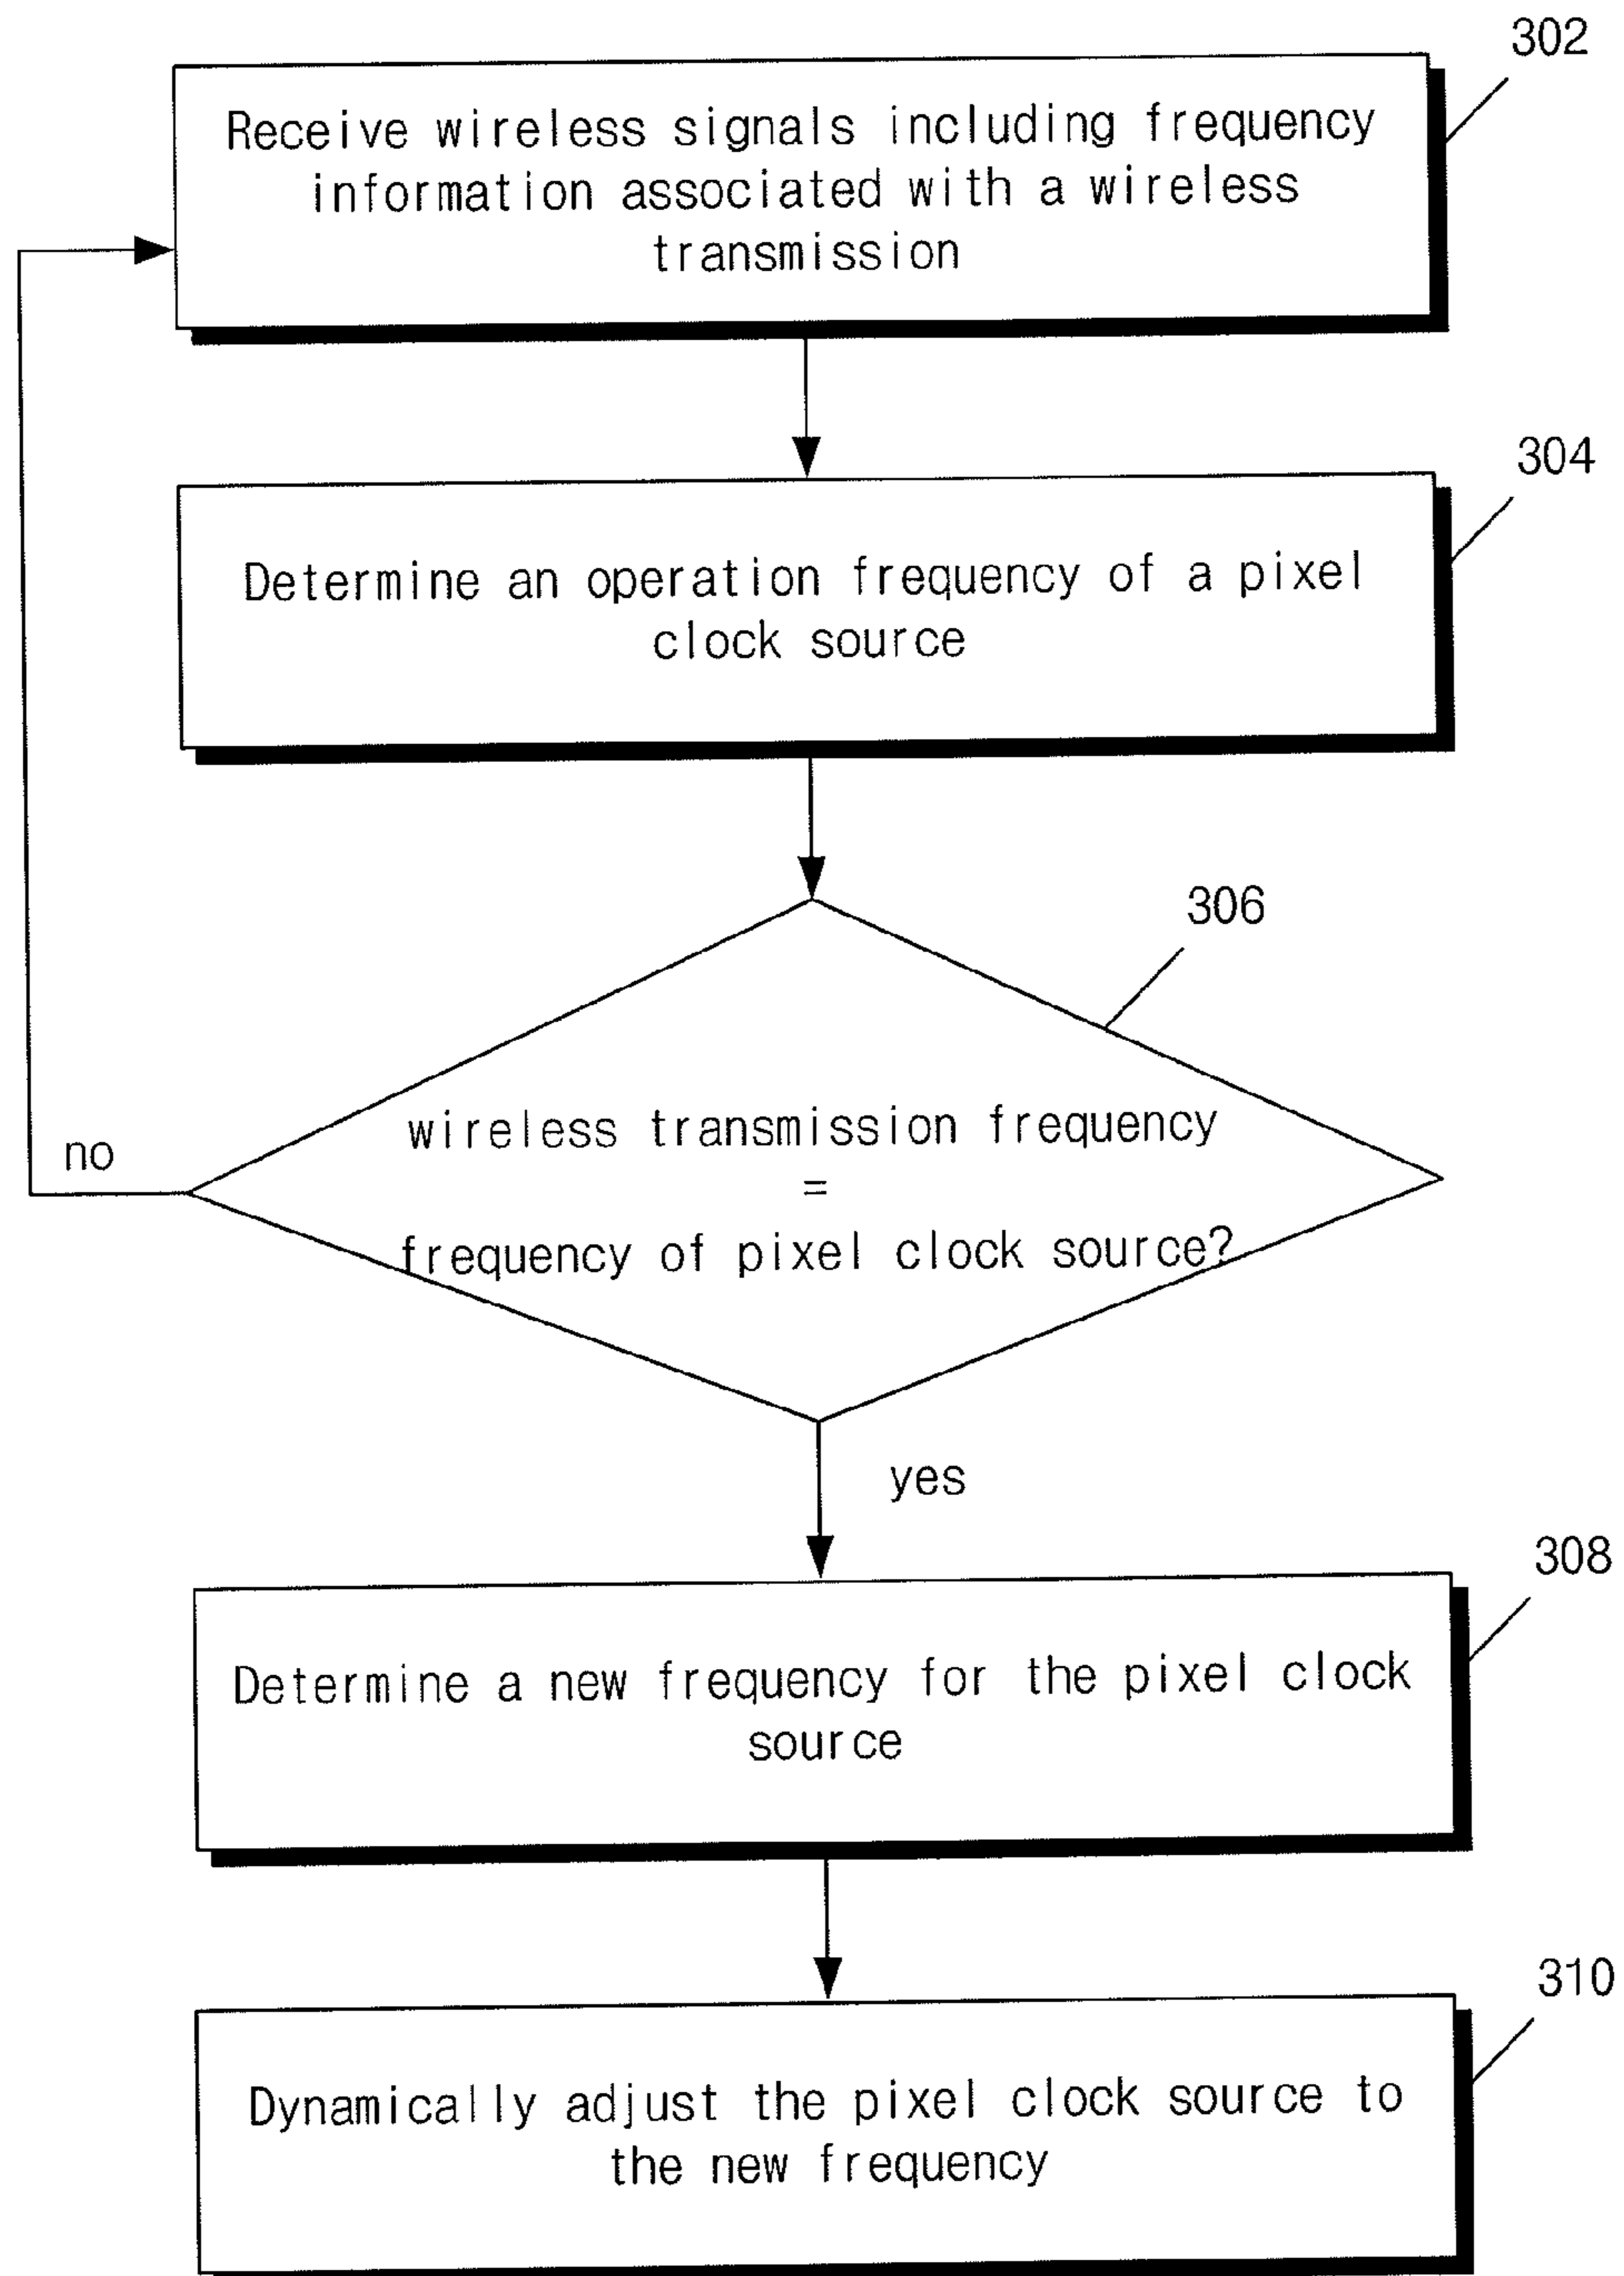 302
Receive wireless signals including frequency
information associated with a wireless
transmission
304
Determine an operation frequency of a pixel
clock source
306
wireless transmission frequency
=
frequency of pixel clock source?
no
yes
308
Determine a new frequency for the pixel clock
source
310
Dynamically adjust the pixel clock source to
the new frequency